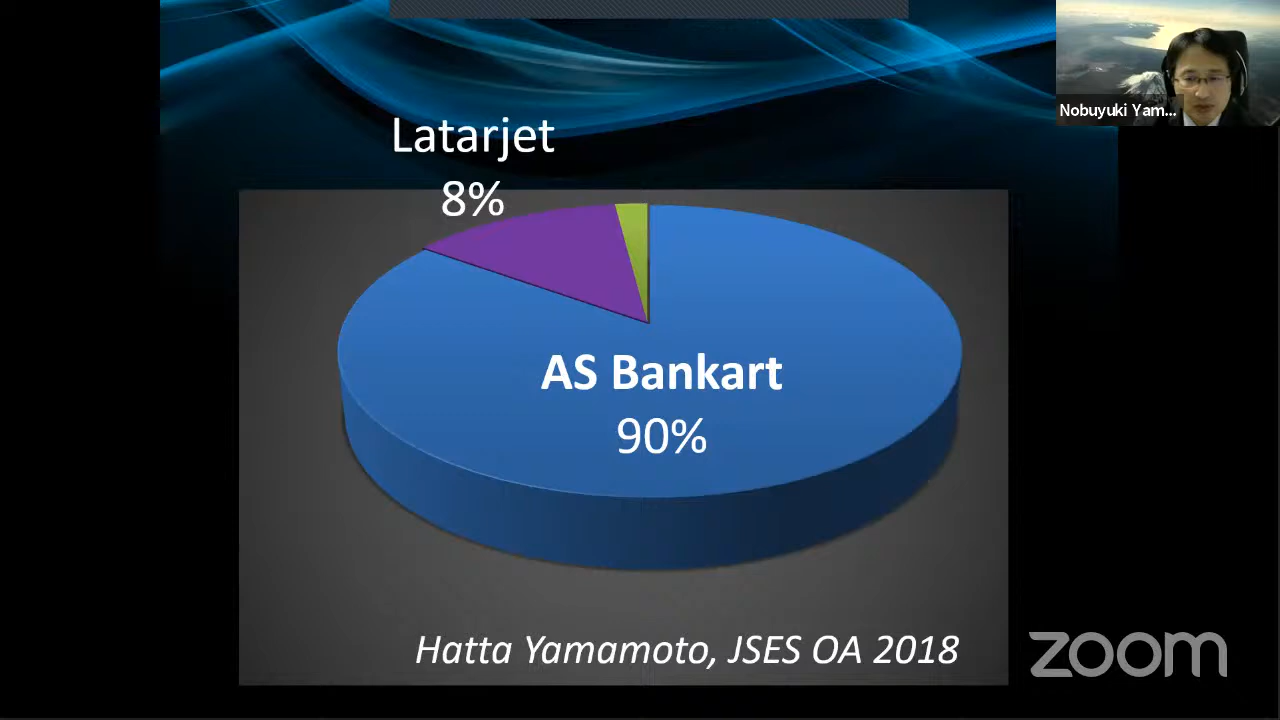 Nobuyuki Yam...
Latarjet
8%
AS Bankart
90%
Hatta Yamamoto, JSES OA 2018
zoom